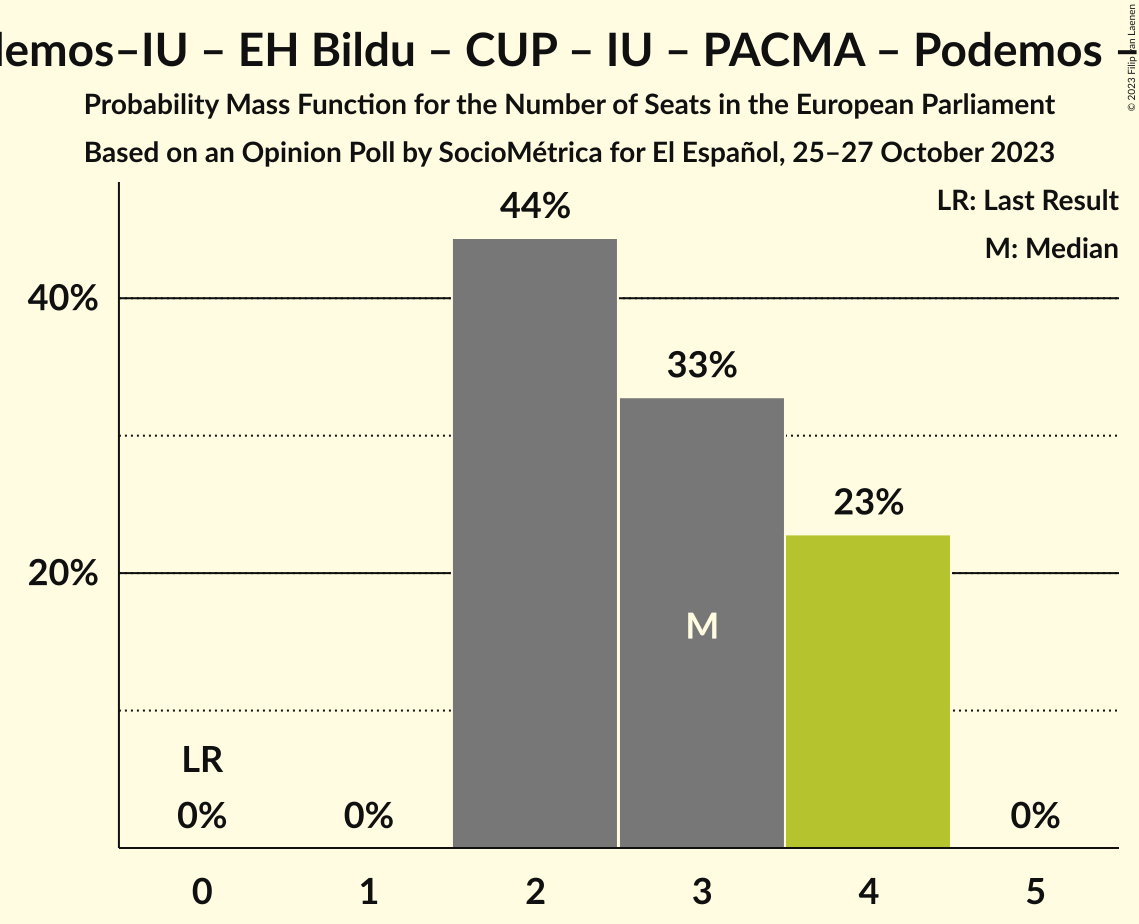 demos–IU – EH Bildu – CUP – IU – PACMA – Podemos –
© 2023 Filip van Laenen
Probability Mass Function for the Number of Seats in the European Parliament
Based on an Opinion Poll by SocioMétrica for El Español, 25–27 October 2023
LR: Last Result
M: Median
44%
40%
33%
23%
20%
M
LR
0%
0%
0%
0
1
2
3
4
5